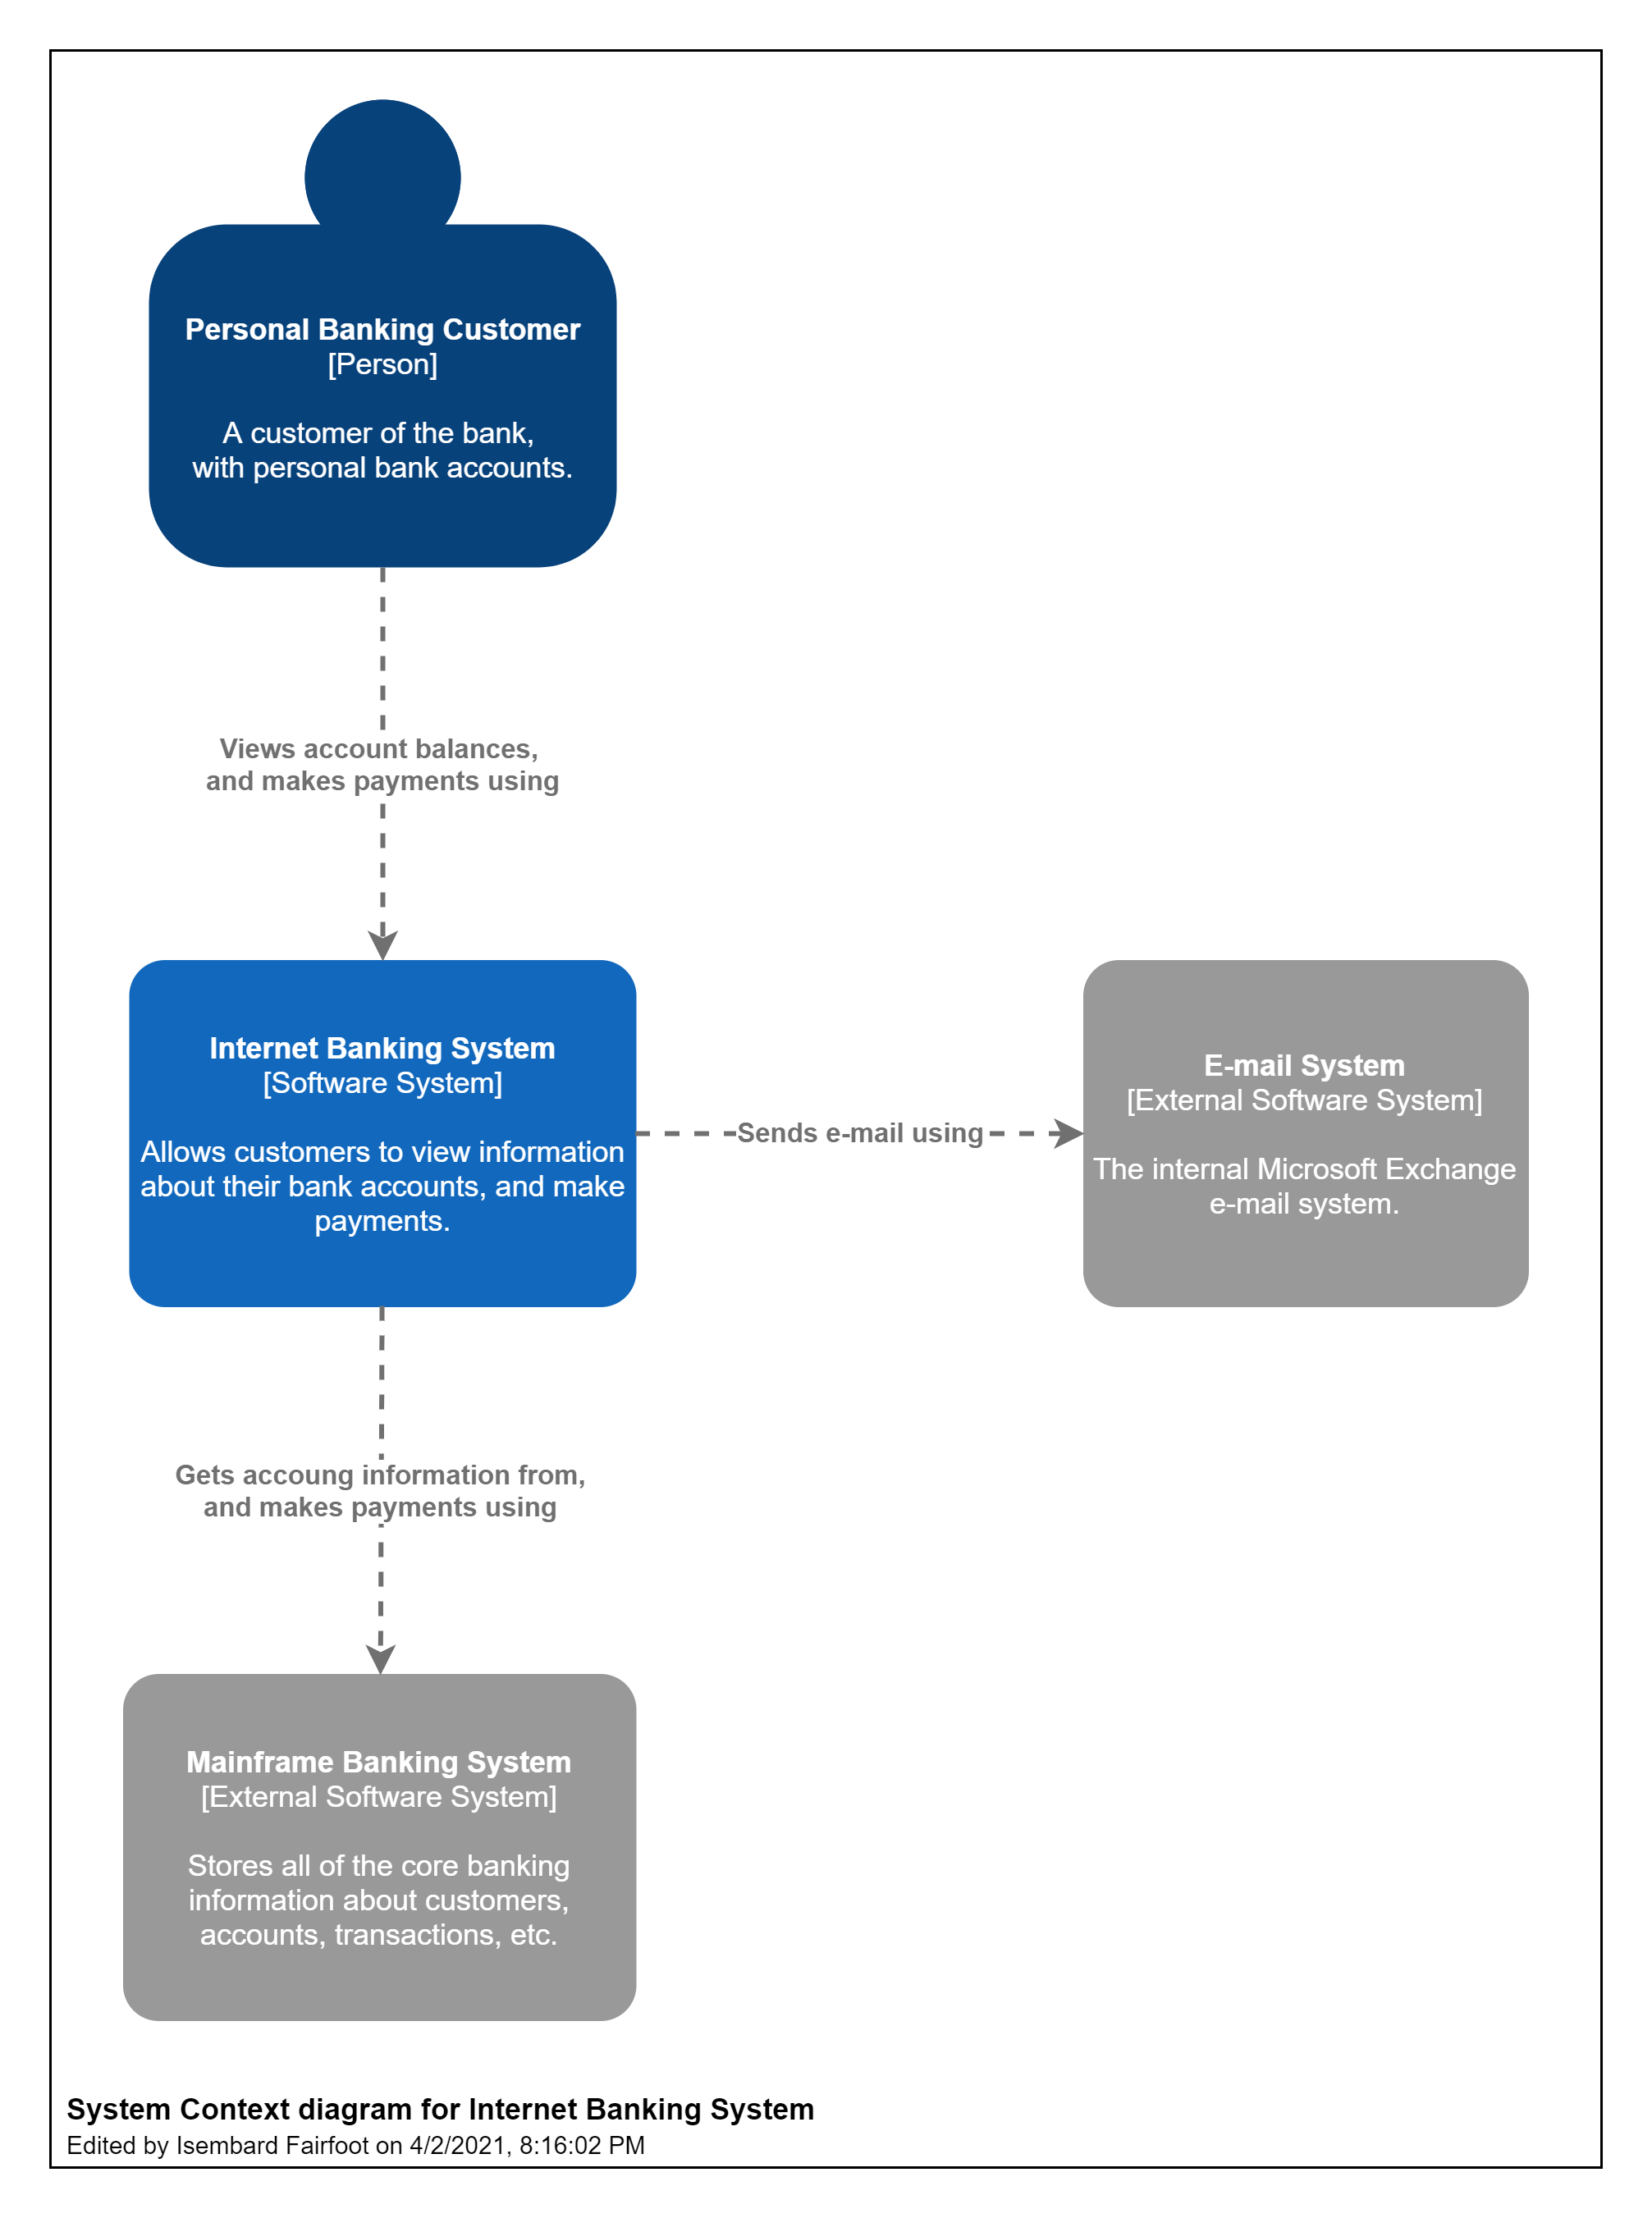 Personal Banking Customer
[Person]
A customer of the bank,
with personal bank accounts.
Views account balances,
and makes payments using
Internet Banking System
[Software System]
Allows customers to view information
about their bank accounts, and make
payments.
Sends e-mail using
E-mail System
[External Software System]
The internal Microsoft Exchange
e-mail system.
Gets accoung information from,
and makes payments using
Mainframe Banking System
[External Software System]
Stores all of the core banking
information about customers,
accounts, transactions, etc.
System Context diagram for Internet Banking System
Edited by Isembard Fairfoot on 4/2/2021, 8:16:02 PM